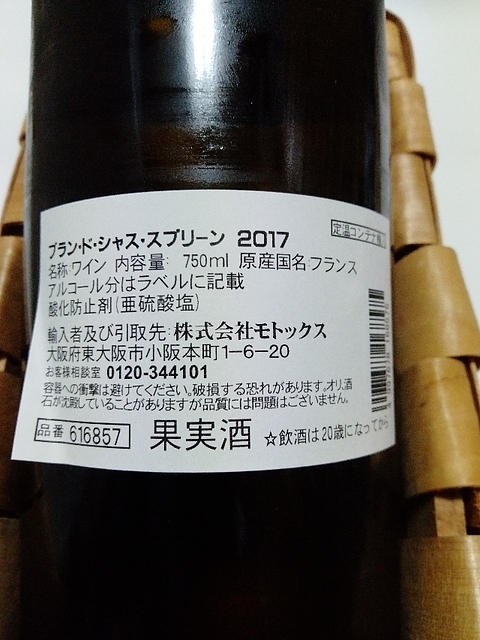 定温コンテナ
ブラン・ド・シャス・スプリーン 2017
名称:ワイン 内容量: 750ml 原産国名:フランス
アルコール分はラベルに記載
酸化防止剤(亜硫酸塩)
輸入者及び引取先:株式会社モトックス
大阪府東大阪市小阪本町1-6-20
お客様相談室 0120-344101
容器への衝撃は避けてください。破損する恐れがあります。オリ、酒
石が沈殿していることがありますが品質には問題はございません。
品番 616857 果実酒 ☆飲酒は20歳になってから